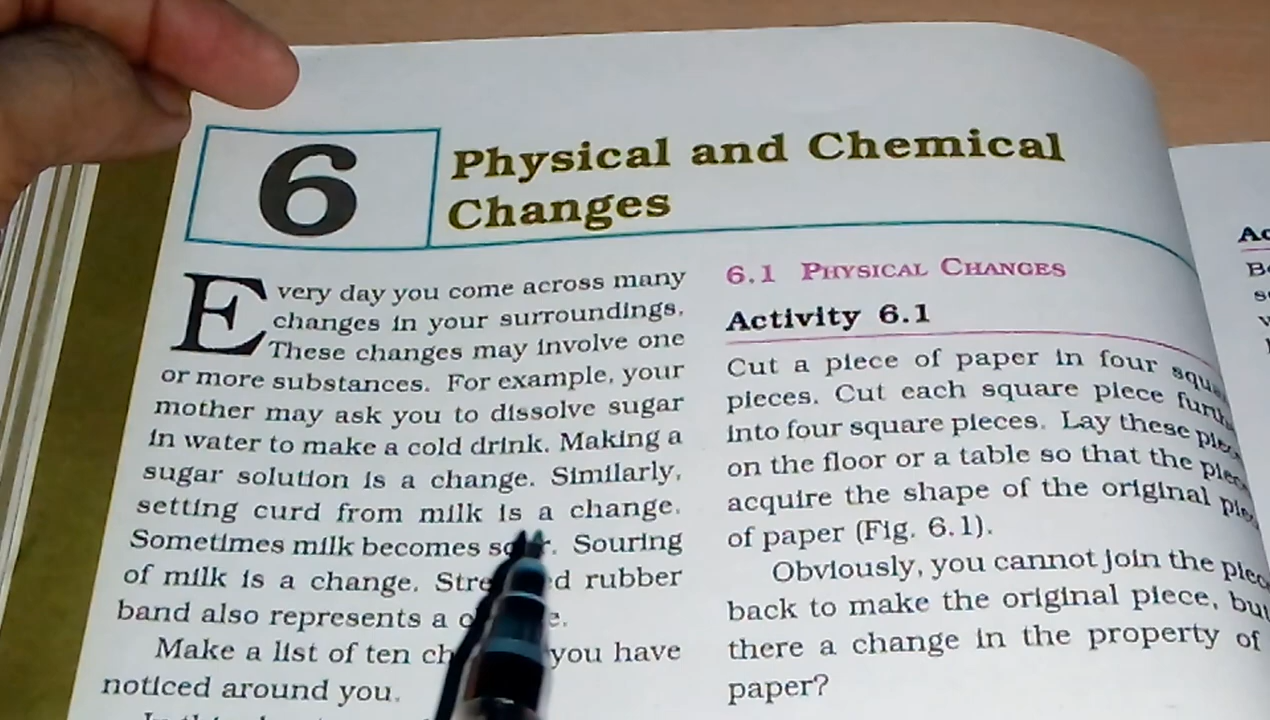 6
Physical and Chemical
Changes
Every day you come across many
changes in your surroundings.
These changes may involve one
or more substances. For example, your
mother may ask you to dissolve sugar
in water to make a cold drink. Making a
sugar solution is a change. Similarly,
setting curd from milk is a change.
Sometimes milk becomes Souring
of milk is a change. rubber
band also represents a
Make a list of ten you have
noticed around you.
6.1 PHYSICAL CHANGES
Activity 6.1
Cut a piece of paper in four
pieces. Cut each square piece
into four square pieces. Lay these
on the floor or a table so that the
acquire the shape of the original
of paper (Fig. 6.1).
Obviously, you cannot join the
back to make the original piece, but
there a change in the property of
paper?